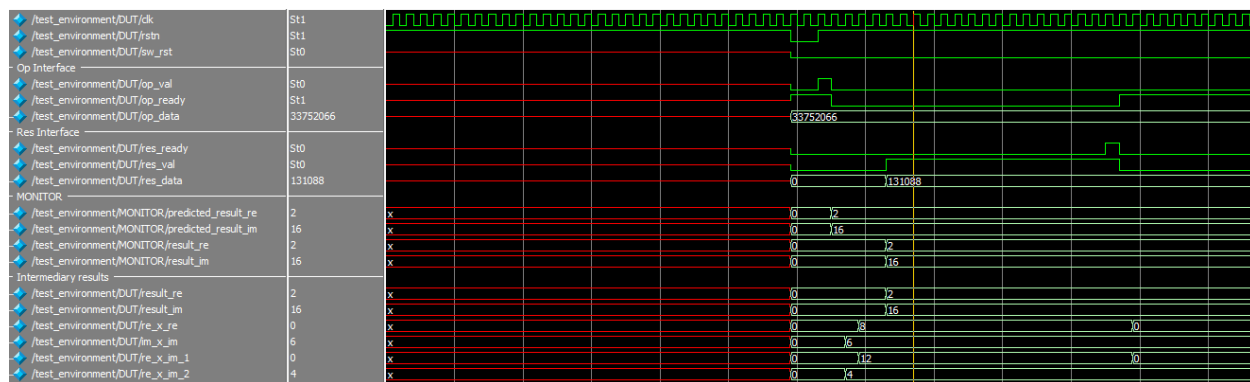 /test_environment/DUT/clk St1
/test_environment/DUT/rstn St1
/test_environment/DUT/sw_rst St0
Op Interface
/test_environment/DUT/op_val St0
/test_environment/DUT/op_ready St1
/test_environment/DUT/op_data 33752066 33752066
Res Interface
/test_environment/DUT/res_ready St0
/test_environment/DUT/res_val St0
/test_environment/DUT/res_data 131088 0 131088
MONITOR
/test_environment/MONITOR/predicted_result_re 2 x 0 2
/test_environment/MONITOR/predicted_result_im 16 x 0 16
/test_environment/MONITOR/result_re 2 x 0 2
/test_environment/MONITOR/result_im 16 x 0 16
Intermediary results
/test_environment/DUT/result_re 2 x 0 2
/test_environment/DUT/result_im 16 x 0 16
/test_environment/DUT/re_x_re 0 x 0 8 0
/test_environment/DUT/im_x_im 6 x 0 6
/test_environment/DUT/re_x_im_1 0 x 0 12 0
/test_environment/DUT/re_x_im_2 4 x 0 4